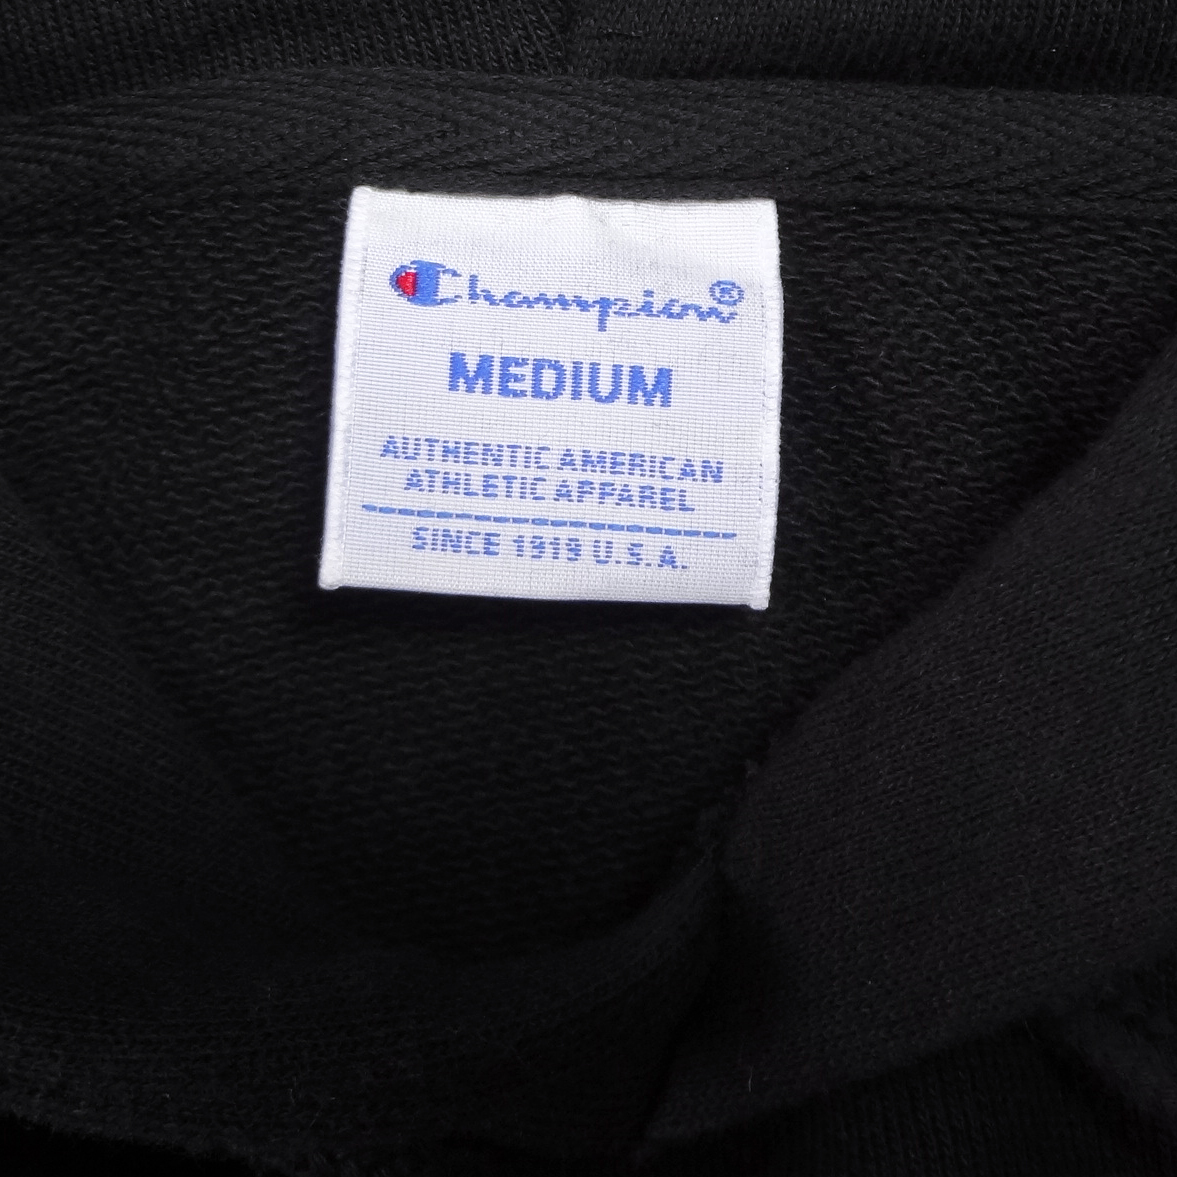 Champion®
MEDIUM
AUTHENTIC AMERICAN
ATHLETIC APPAREL
SINCE 1919 U.S.A.